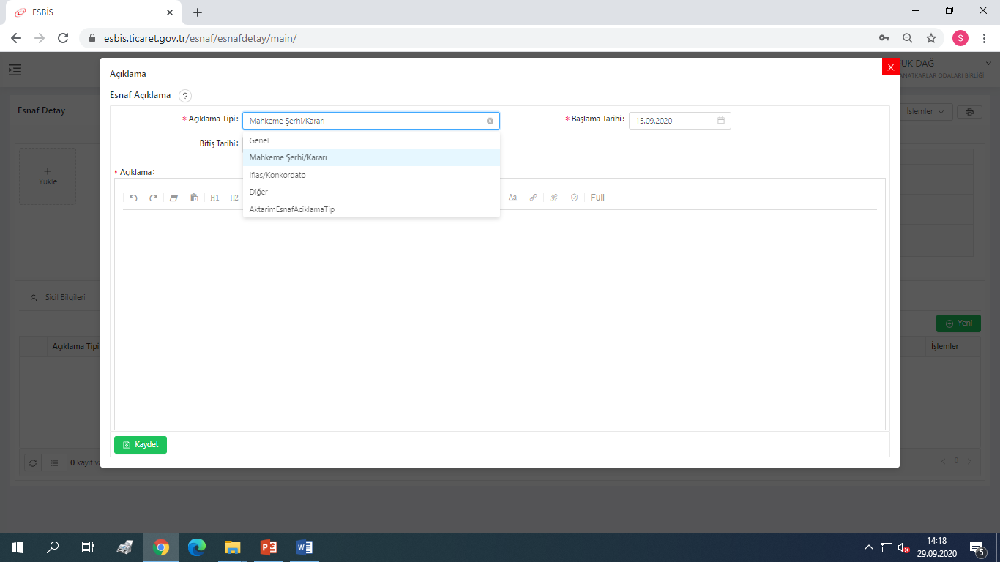 ESBİS
esbis.ticaret.gov.tr/esnaf/esnafdetay/main/
S
Açıklama
X
UK DAĞ
ANATKARLAR ODALARI BİRLİĞİ
Esnaf Açıklama ?
Esnaf Detay
* Açıklama Tipi: Mahkeme Şerhi/Kararı
* Başlama Tarihi: 15.09.2020
İşlemler
Bitiş Tarihi:
Genel
Mahkeme Şerhi/Kararı
İflas/Konkordato
Diğer
AktarimEsnafAciklamaTip
+
Yükle
* Açıklama:
H1 H2 Aa Full
Sicil Bilgileri
Yeni
Açıklama Tipi
İşlemler
Kaydet
0 kayıt va
< 0 >
14:18
29.09.2020
5